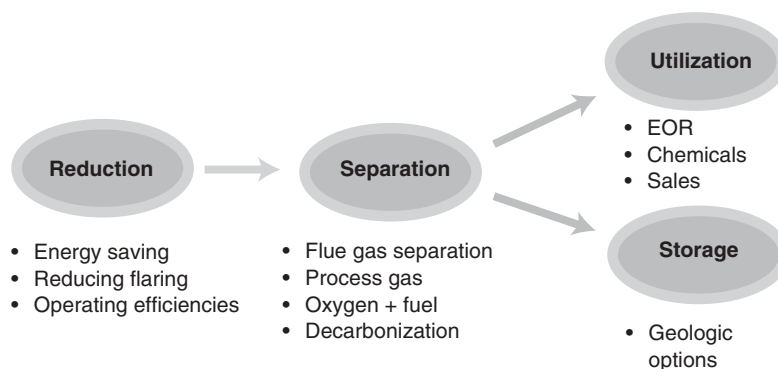 Reduction
• Energy saving
• Reducing flaring
• Operating efficiencies
Separation
• Flue gas separation
• Process gas
• Oxygen + fuel
• Decarbonization
Utilization
• EOR
• Chemicals
• Sales
Storage
• Geologic
options